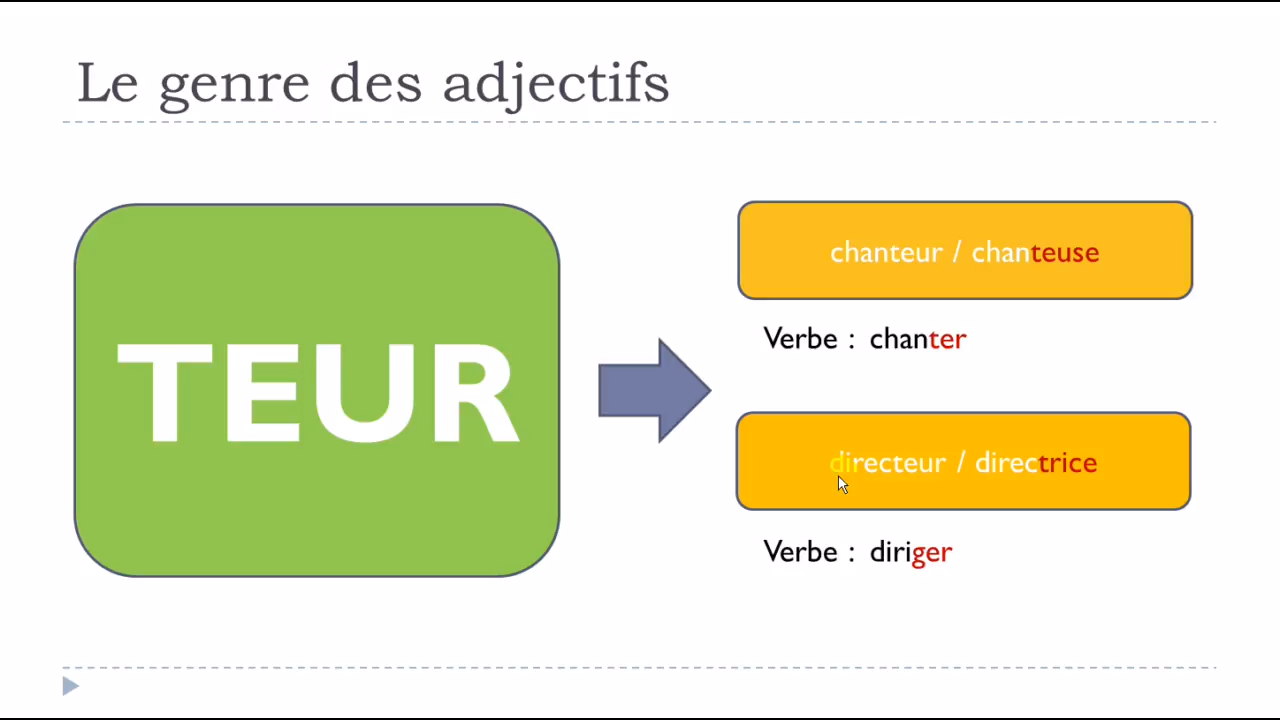 Le genre des adjectifs
TEUR
chanteur / chanteuse
Verbe : chanter
directeur / directrice
Verbe : diriger